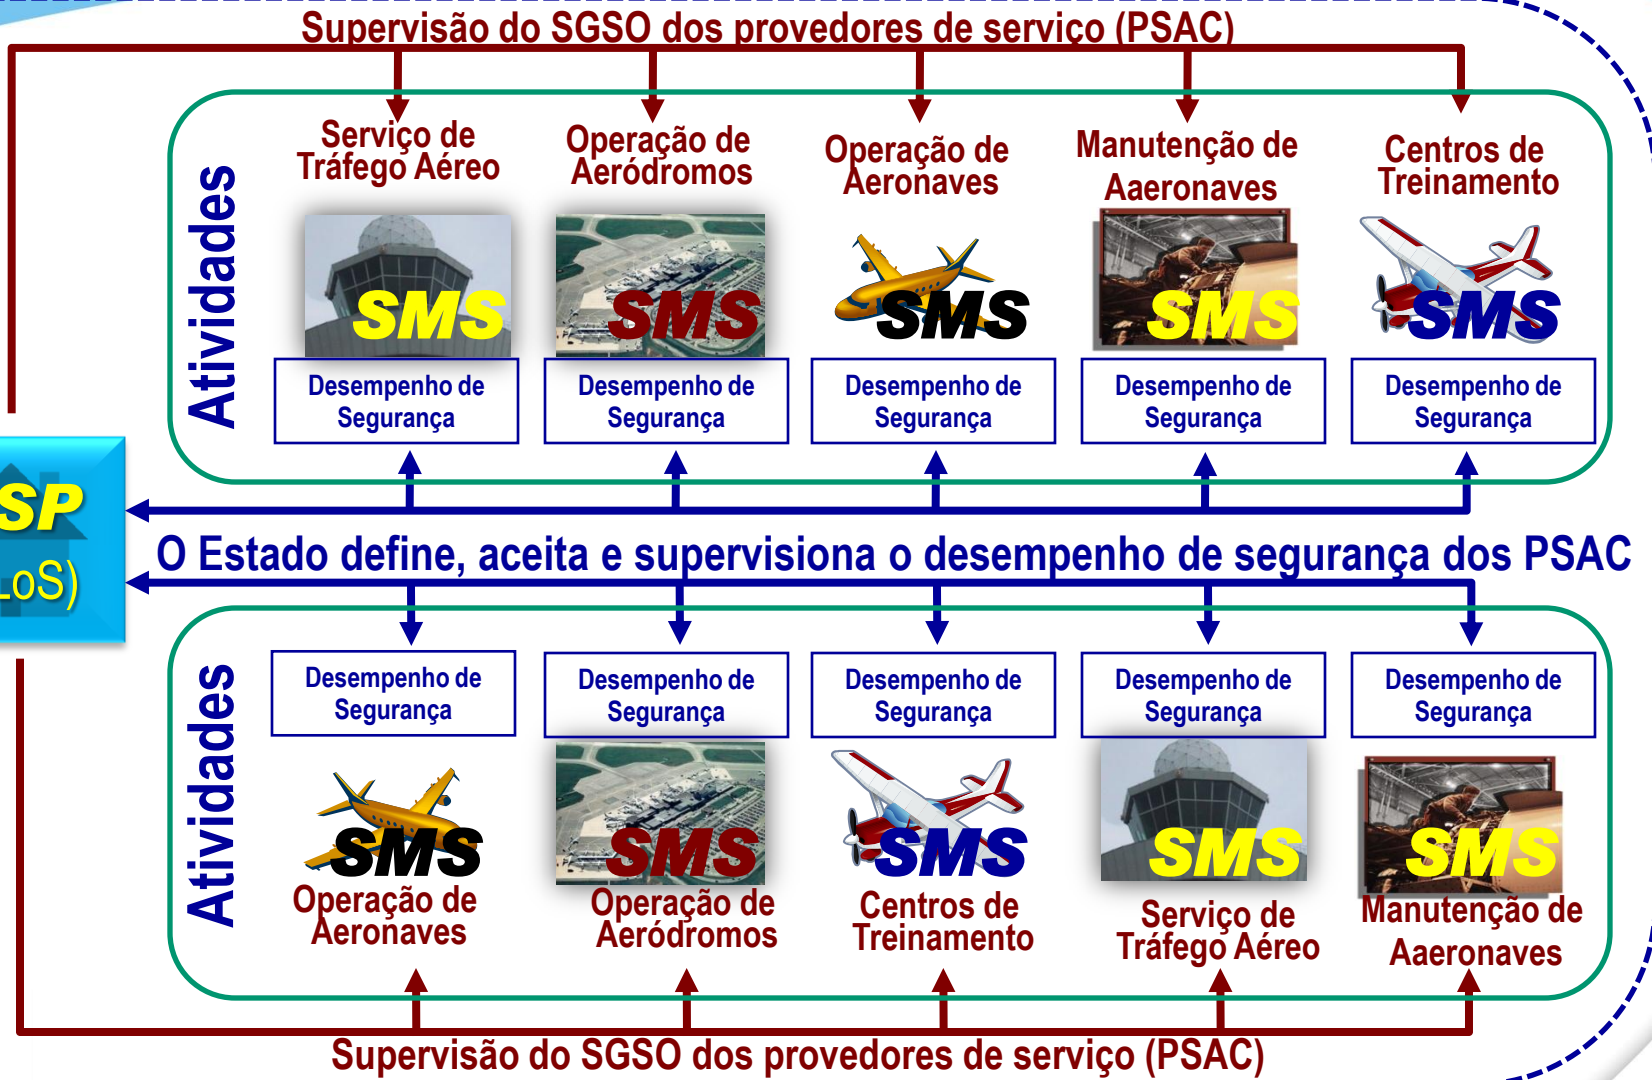 Supervisão do SGSO dos provedores de serviço (PSAC)
Atividades
Serviço de
Tráfego Aéreo
Operação de
Aeródromos
Operação de
Aeronaves
Manutenção de
Aaeronaves
Centros de
Treinamento
SMS
SMS
SMS
SMS
SMS
Desempenho de
Segurança
Desempenho de
Segurança
Desempenho de
Segurança
Desempenho de
Segurança
Desempenho de
Segurança
SP
LoS)
O Estado define, aceita e supervisiona o desempenho de segurança dos PSAC
Atividades
Desempenho de
Segurança
Desempenho de
Segurança
Desempenho de
Segurança
Desempenho de
Segurança
Desempenho de
Segurança
SMS
SMS
SMS
SMS
SMS
Operação de
Aeronaves
Operação de
Aeródromos
Centros de
Treinamento
Serviço de
Tráfego Aéreo
Manutenção de
Aaeronaves
Supervisão do SGSO dos provedores de serviço (PSAC)